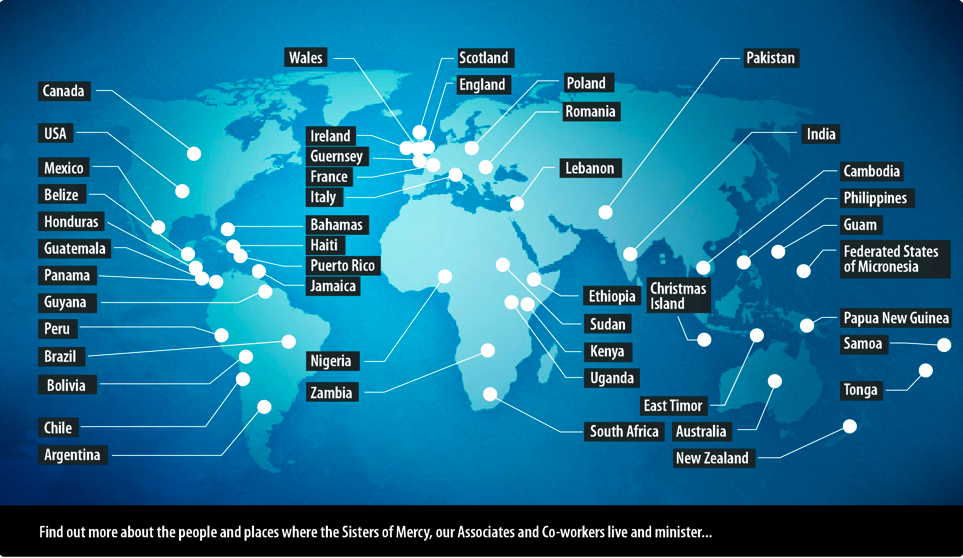 Wales
Scotland
Pakistan
England
Poland
Canada
Romania
USA
India
Ireland
Guernsey
Mexico
Lebanon
France
Cambodia
Belize
Italy
Philippines
Honduras
Bahamas
Guam
Guatemala
Haiti
Federated States
of Micronesia
Puerto Rico
Panama
Jamaica
Guyana
Ethiopia
Christmas
Island
Peru
Sudan
Papua New Guinea
Brazil
Nigeria
Kenya
Samoa
Bolivia
Uganda
Zambia
Tonga
East Timor
Chile
South Africa
Australia
Argentina
New Zealand
Find out more about the people and places where the Sisters of Mercy, our Associates and Co-workers live and minister...